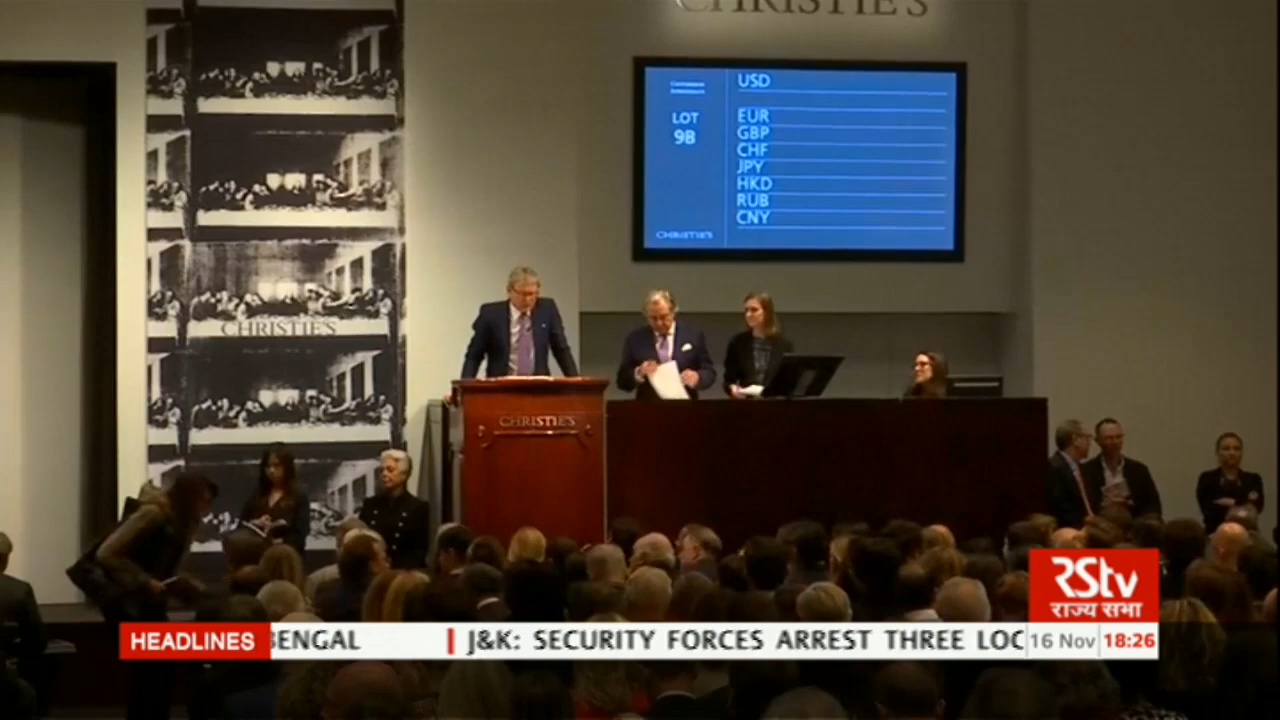 CHRISTIE'S
USD
LOT
9B
EUR
GBP
CHF
JPY
HKD
RUB
CNY
CHRISTIE'S
CHRISTIE'S
CHRISTIE'S
RStv
राज्य सभा
HEADLINES
BENGAL
J&K: SECURITY FORCES ARREST THREE LOC
16 Nov
18:26